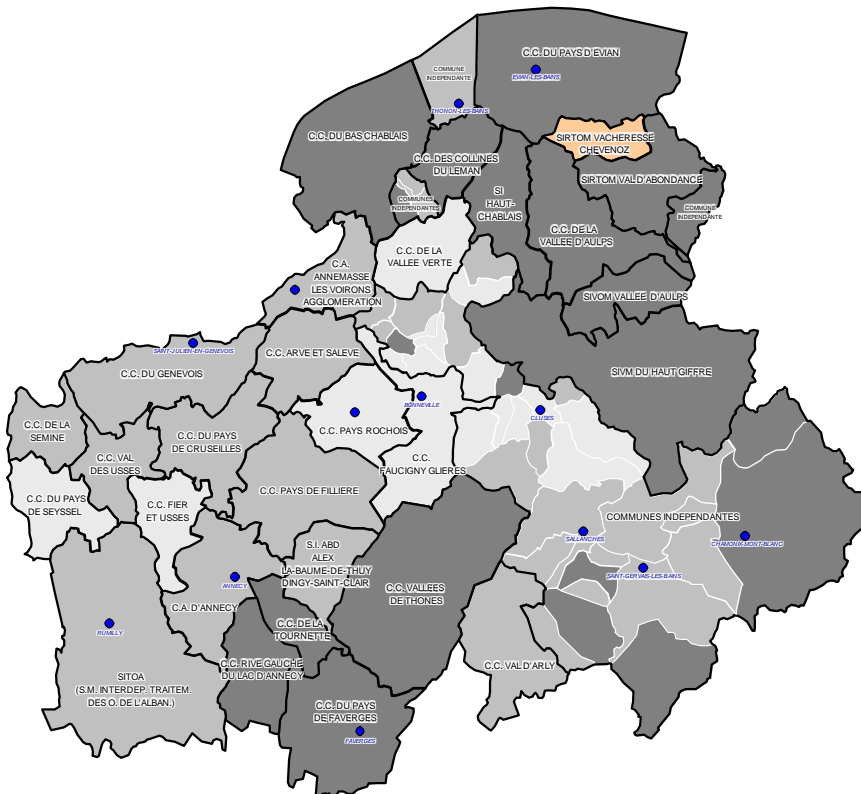 C.C. DU PAYS D'EVIAN
EVIAN-LES-BAINS
COMMUNE
INDEPENDANTE
THONON-LES-BAINS
C.C. DU BAS CHABLAIS
SIRTOM VACHERESSE
CHEVENOZ
C.C. DES COLLINES
DU LEMAN
SIRTOM VAL D'ABONDANCE
SI
HAUT-
CHABLAIS
COMMUNES
INDEPENDANTES
COMMUNE
INDEPENDANTE
C.C. DE LA
VALLEE D'AULPS
C.C. DE LA
VALLEE VERTE
C.A.
ANNEMASSE
LES VOIRONS
AGGLOMERATION
SIVOM VALLEE D'AULPS
SAINT-JULIEN-EN-GENEVOIS
C.C. ARVE ET SALEVE
C.C. DU GENEVOIS
SIVM DU HAUT GIFFRE
BONNEVILLE
CLUSES
C.C. DE LA
SEMINE
C.C. DU PAYS
DE CRUSEILLES
C.C. PAYS ROCHOIS
C.C. VAL
DES USSES
C.C.
FAUCIGNY GLIERES
C.C. DU PAYS
DE SEYSSEL
C.C. FIER
ET USSES
C.C. PAYS DE FILLIERE
COMMUNES INDEPENDANTES
SALLANCHES
CHAMONIX-MONT-BLANC
S.I. ABD
ALEX
LA-BAUME-DE-THUY
DINGY-SAINT-CLAIR
SAINT-GERVAIS-LES-BAINS
ANNECY
C.C. VALLEES
DE THONES
C.A. D'ANNECY
RUMILLY
C.C. DE LA
TOURNETTE
C.C. RIVE GAUCHE
DU LAC D'ANNECY
C.C. VAL D'ARLY
SITOA
(S.M. INTERDEP. TRAITEM.
DES O. DE L'ALBAN.)
C.C. DU PAYS
DE FAVERGES
FAVERGES